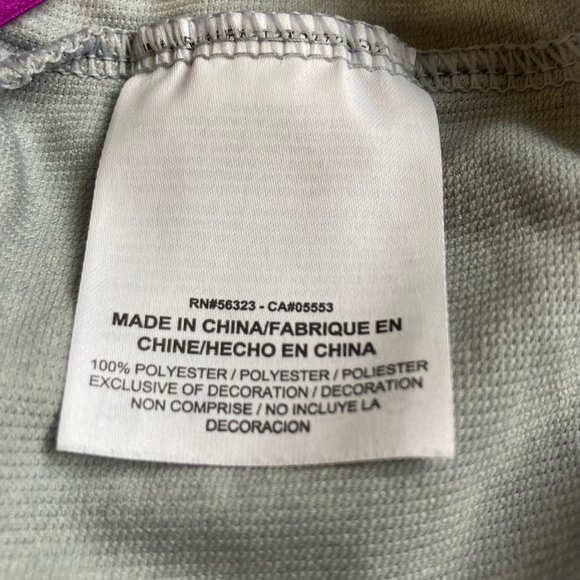 RN#56323 - CA#05553
MADE IN CHINA/FABRIQUE EN
CHINE/HECHO EN CHINA
100% POLYESTER / POLYESTER / POLIESTER
EXCLUSIVE OF DECORATION / DECORATION
NON COMPRISE / NO INCLUYE LA
DECORACION